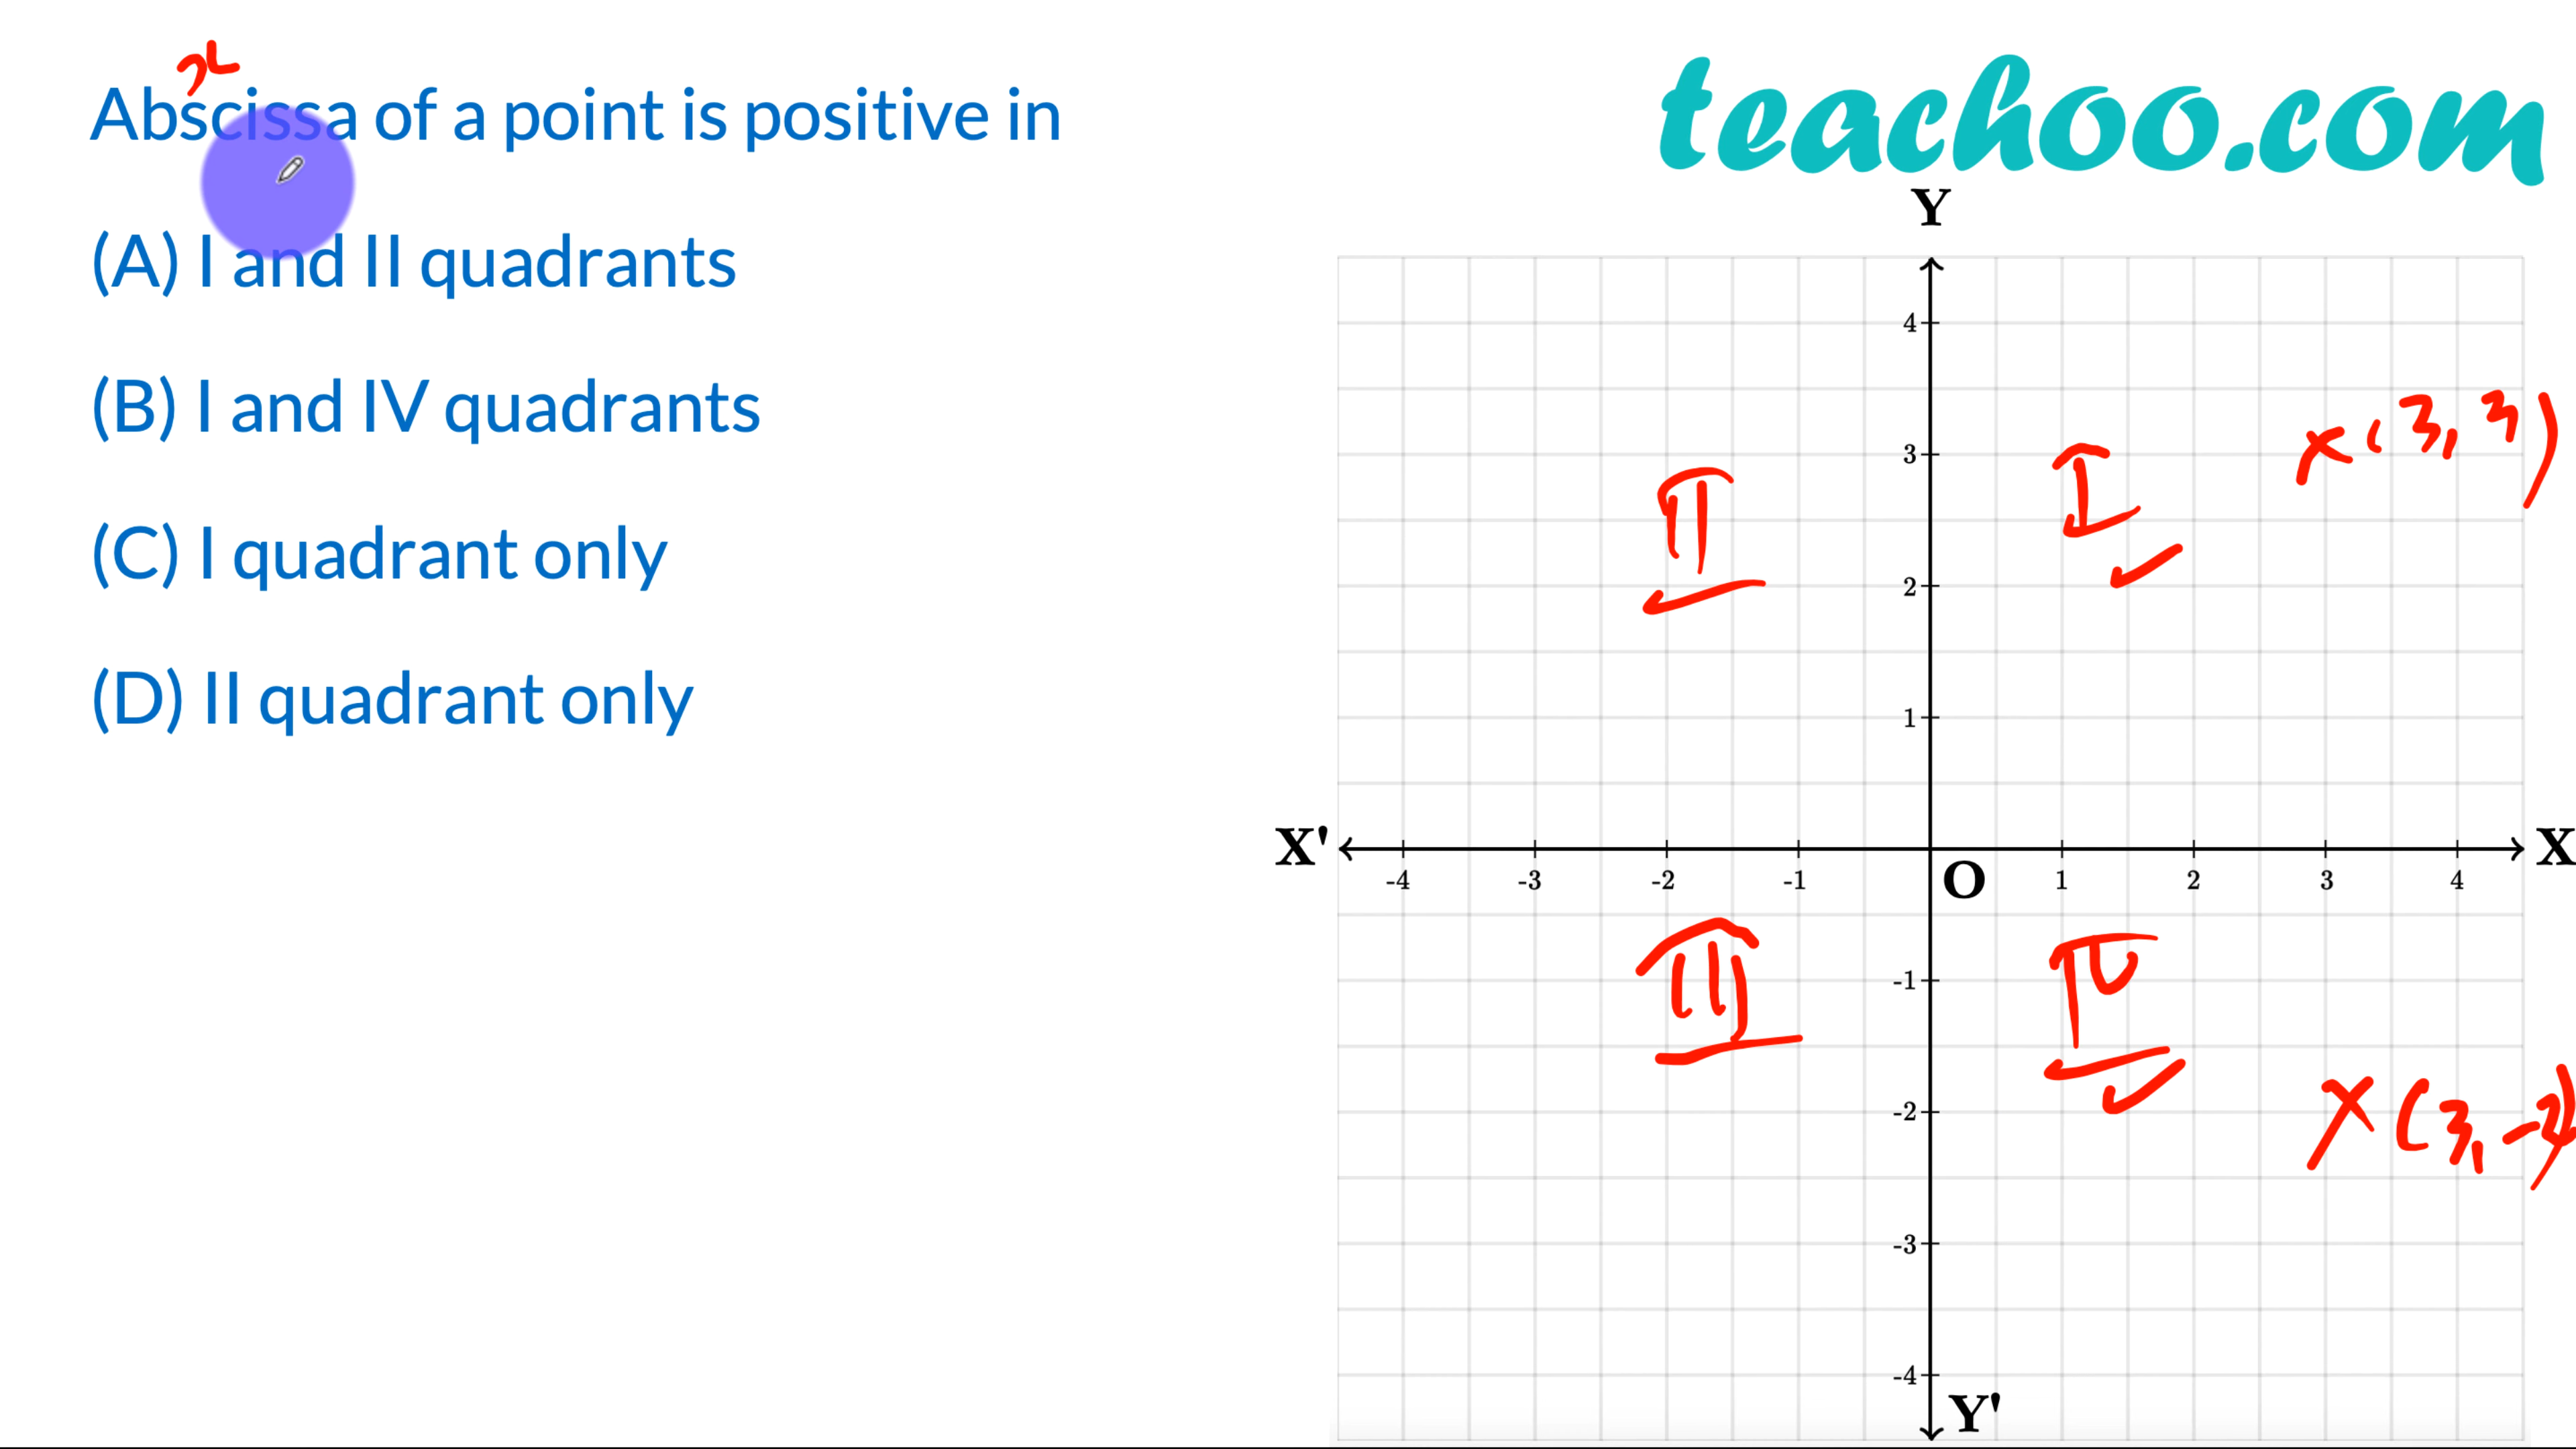 x
Abscissa of a point is positive in
(A) I and II quadrants
(B) I and IV quadrants
(C) I quadrant only
(D) II quadrant only
teachoo.com
Y
4
3
2
1
II
I
(3, 3)
X'
X
-4 -3 -2 -1 O 1 2 3 4
III
IV
-1
-2
-3
-4
(3,
Y'